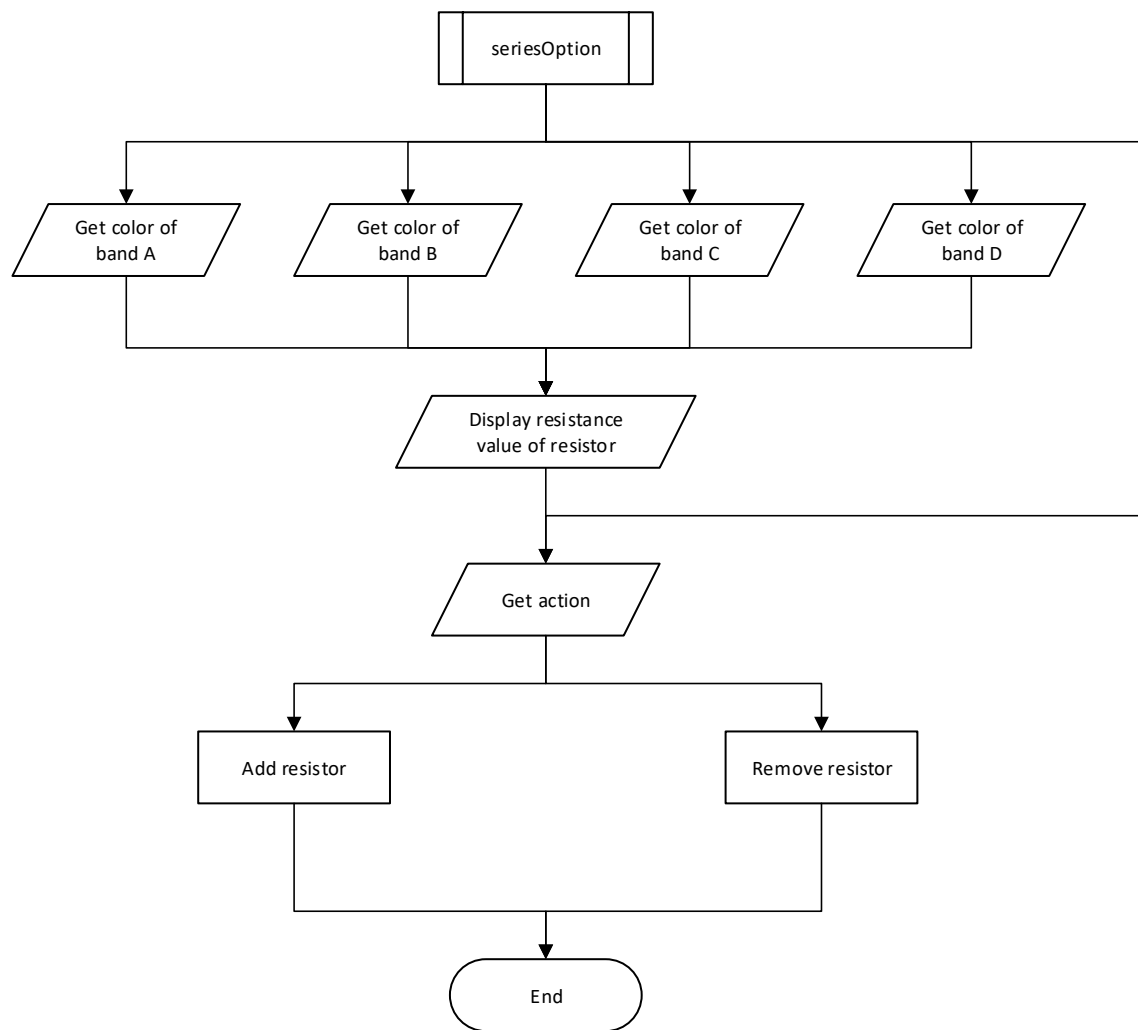 seriesOption
Get color of
band A
Get color of
band B
Get color of
band C
Get color of
band D
Display resistance
value of resistor
Get action
Add resistor
Remove resistor
End